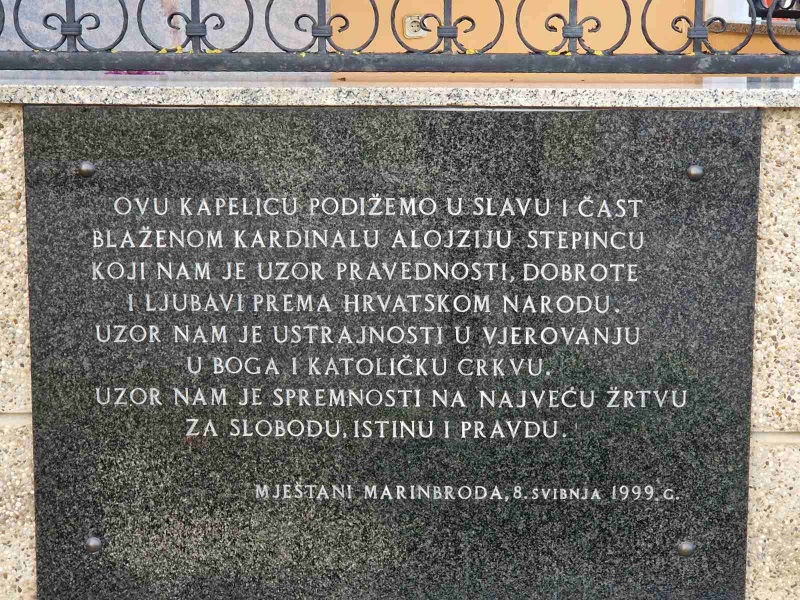 OVU KAPELICU PODIŽEMO U SLAVU I ČAST
BLAŽENOM KARDINALU ALOJZIJU STEPINCU
KOJI NAM JE UZOR PRAVEDNOSTI, DOBROTE
I LJUBAVI PREMA HRVATSKOM NARODU.
UZOR NAM JE USTRAJNOSTI U VJEROVANJU
U BOGA I KATOLIČKU CRKVU.
UZOR NAM JE SPREMNOSTI NA NAJVEĆU ŽRTVU
ZA SLOBODU, ISTINU I PRAVDU.
MJEŠTANI MARINBRODA, 8. SVIBNJA 1999. G.